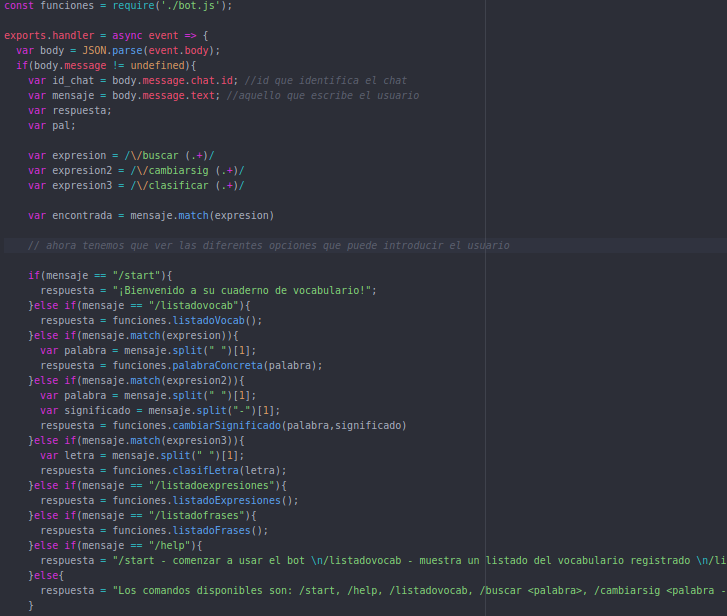 const funciones = require('./bot.js');
exports.handler = async event => {
var body = JSON.parse(event.body);
if(body.message != undefined){
var id_chat = body.message.chat.id; //id que identifica el chat
var mensaje = body.message.text; //aquello que escribe el usuario
var respuesta;
var pal;
var expresion = /\/buscar (.+)/
var expresion2 = /\/cambiarsig (.+)/
var expresion3 = /\/clasificar (.+)/
var encontrada = mensaje.match(expresion)
// ahora tenemos que ver las diferentes opciones que puede introducir el usuario
if(mensaje == "/start"){
respuesta = "¡Bienvenido a su cuaderno de vocabulario!";
}else if(mensaje == "/listadovocab"){
respuesta = funciones.listadoVocab();
}else if(mensaje.match(expresion)){
var palabra = mensaje.split(" ")[1];
respuesta = funciones.palabraConcreta(palabra);
}else if(mensaje.match(expresion2)){
var palabra = mensaje.split(" ")[1];
var significado = mensaje.split("-")[1];
respuesta = funciones.cambiarSignificado(palabra,significado)
}else if(mensaje.match(expresion3)){
var letra = mensaje.split(" ")[1];
respuesta = funciones.clasifLetra(letra);
}else if(mensaje == "/listadoexpresiones"){
respuesta = funciones.listadoExpresiones();
}else if(mensaje == "/listadofrases"){
respuesta = funciones.listadoFrases();
}else if(mensaje == "/help"){
respuesta = "/start - comenzar a usar el bot \n/listadovocab - muestra un listado del vocabulario registrado \n/li
}else{
respuesta = "Los comandos disponibles son: /start, /help, /listadovocab, /buscar <palabra>, /cambiarsig <palabra -
}